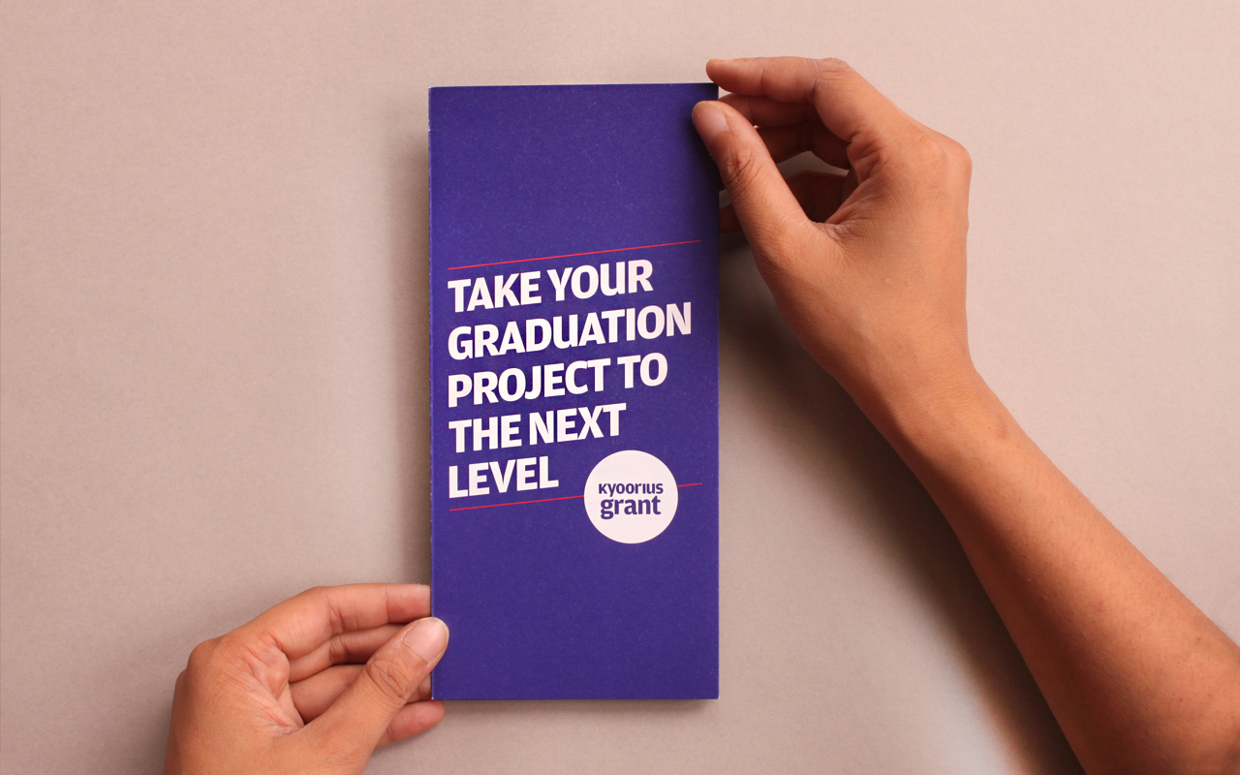 TAKE YOUR
GRADUATION
PROJECT TO
THE NEXT
LEVEL
KYOORIUS
grant